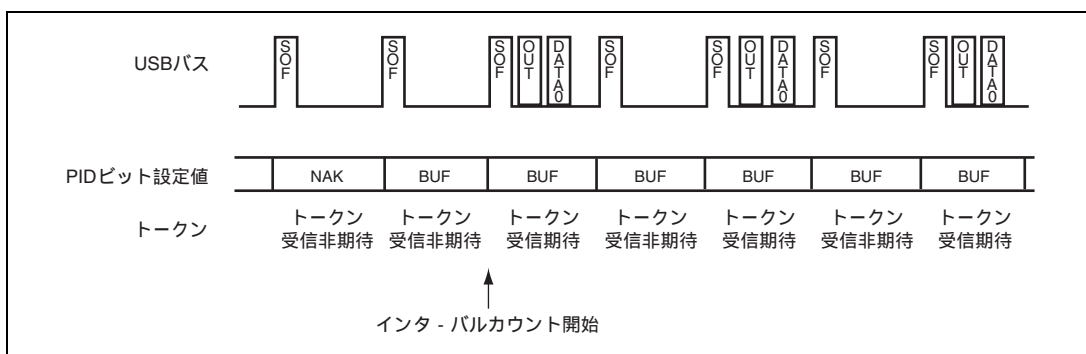 USBバス
SOF SOF SOF OUT DATA0 SOF SOF OUT DATA0 SOF SOF OUT DATA0
PIDビット設定値 NAK BUF BUF BUF BUF BUF BUF
トークン トークン トークン トークン トークン トークン トークン トークン
受信非期待 受信非期待 受信期待 受信非期待 受信期待 受信非期待 受信期待
インタ - バルカウント開始